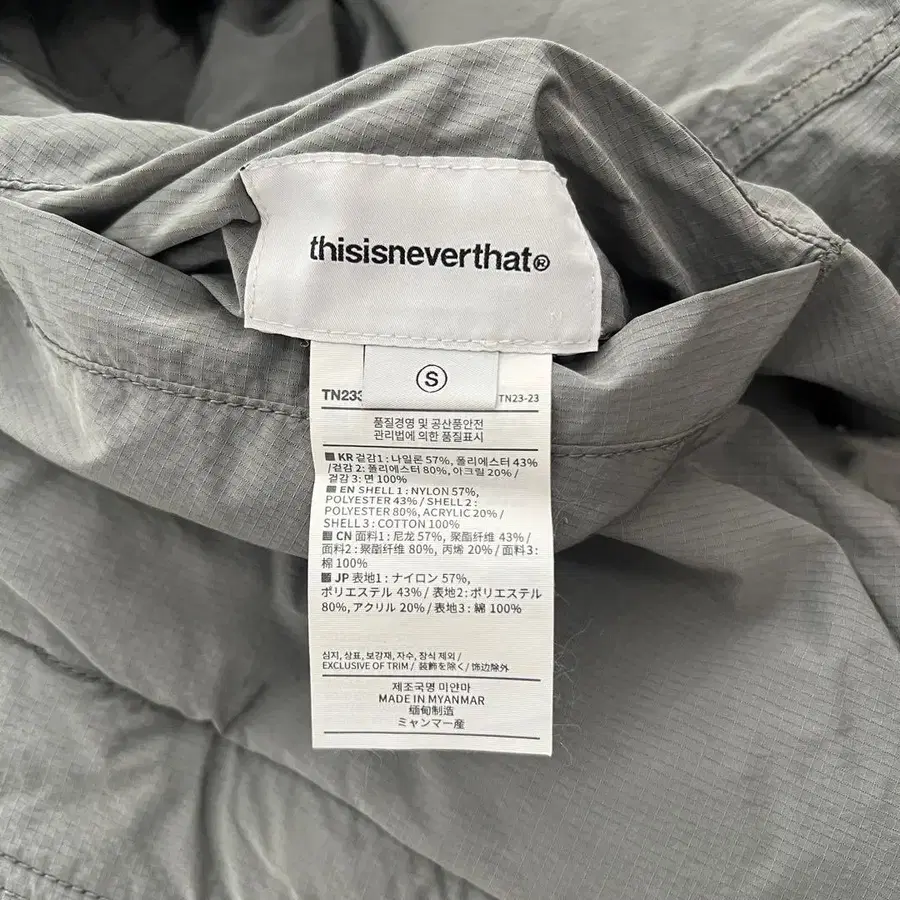 thisisneverthat®
S
TN233 TN23-23
품질경영 및 공산품안전
관리법에 의한 품질표시
KR 겉감1 : 나일론 57%, 폴리에스터 43%
/ 겉감 2 : 폴리에스터 80%, 아크릴 20% /
겉감 3 : 면 100%
EN SHELL 1 : NYLON 57%,
POLYESTER 43% / SHELL 2 :
POLYESTER 80%, ACRYLIC 20% /
SHELL 3 : COTTON 100%
CN 面料1 : 尼龙 57%, 聚酯纤维 43% /
面料2 : 聚酯纤维 80%, 丙烯 20% / 面料3 :
棉 100%
JP 表地1 : ナイロン 57%,
ポリエステル 43% / 表地2 : ポリエステル
80%, アクリル 20% / 表地3 : 綿 100%
심지, 상표, 보강재, 자수, 장식 제외 /
EXCLUSIVE OF TRIM / 装飾を除く / 饰边除外
제조국명 미얀마
MADE IN MYANMAR
缅甸制造
ミャンマー産